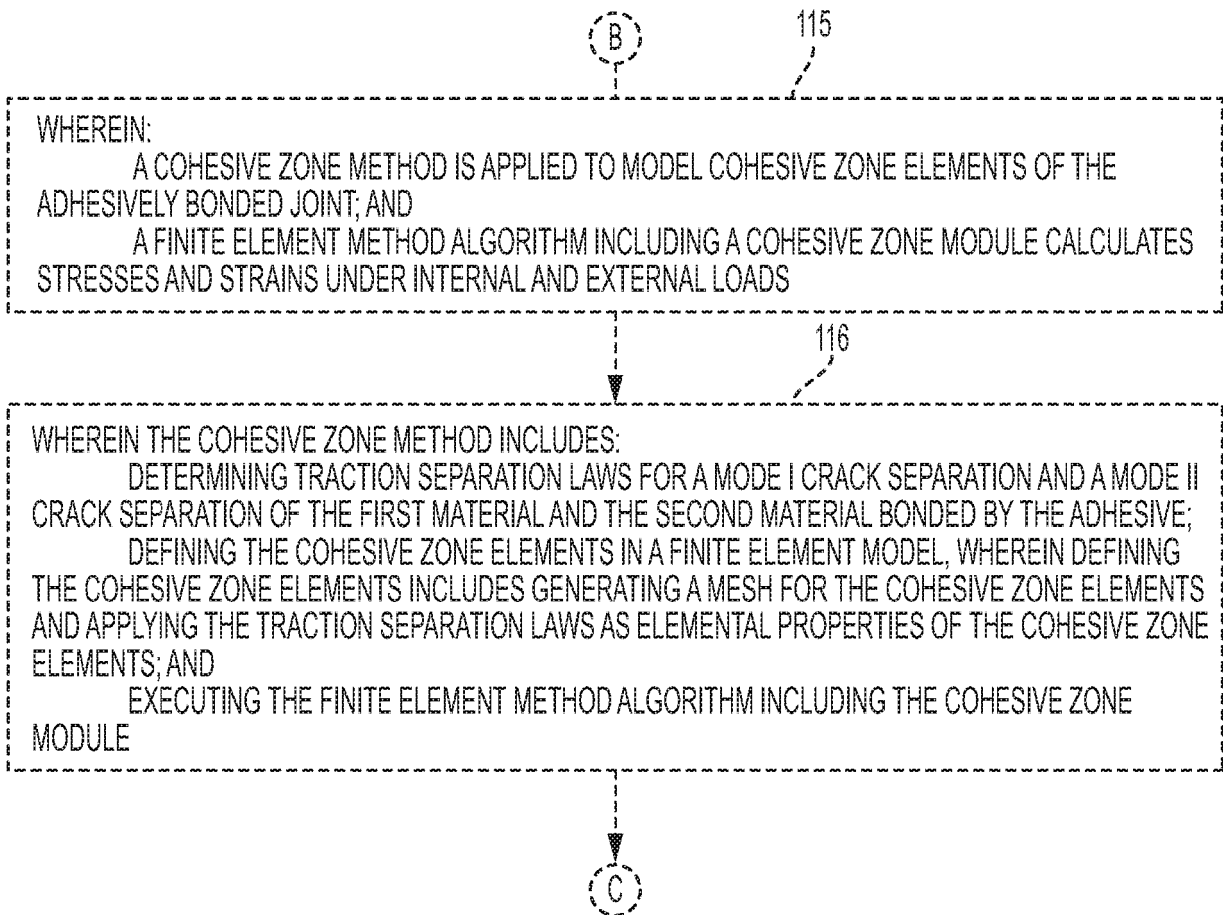 B
115
WHEREIN:
A COHESIVE ZONE METHOD IS APPLIED TO MODEL COHESIVE ZONE ELEMENTS OF THE
ADHESIVELY BONDED JOINT; AND
A FINITE ELEMENT METHOD ALGORITHM INCLUDING A COHESIVE ZONE MODULE CALCULATES
STRESSES AND STRAINS UNDER INTERNAL AND EXTERNAL LOADS
116
WHEREIN THE COHESIVE ZONE METHOD INCLUDES:
DETERMINING TRACTION SEPARATION LAWS FOR A MODE I CRACK SEPARATION AND A MODE II
CRACK SEPARATION OF THE FIRST MATERIAL AND THE SECOND MATERIAL BONDED BY THE ADHESIVE;
DEFINING THE COHESIVE ZONE ELEMENTS IN A FINITE ELEMENT MODEL, WHEREIN DEFINING
THE COHESIVE ZONE ELEMENTS INCLUDES GENERATING A MESH FOR THE COHESIVE ZONE ELEMENTS
AND APPLYING THE TRACTION SEPARATION LAWS AS ELEMENTAL PROPERTIES OF THE COHESIVE ZONE
ELEMENTS; AND
EXECUTING THE FINITE ELEMENT METHOD ALGORITHM INCLUDING THE COHESIVE ZONE
MODULE
C